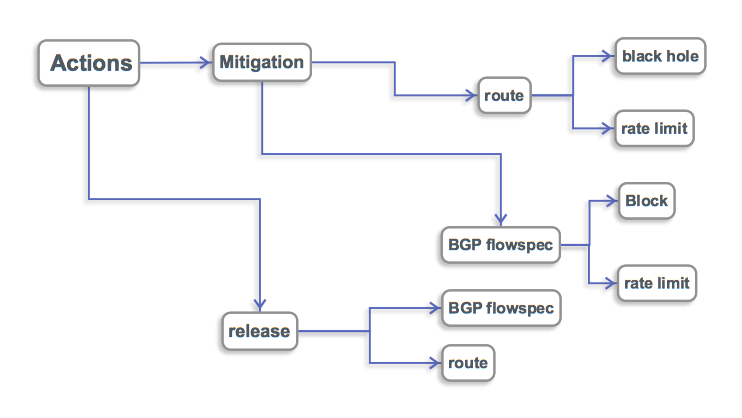 Actions
Mitigation
route
black hole
rate limit
BGP flowspec
Block
rate limit
release
BGP flowspec
route